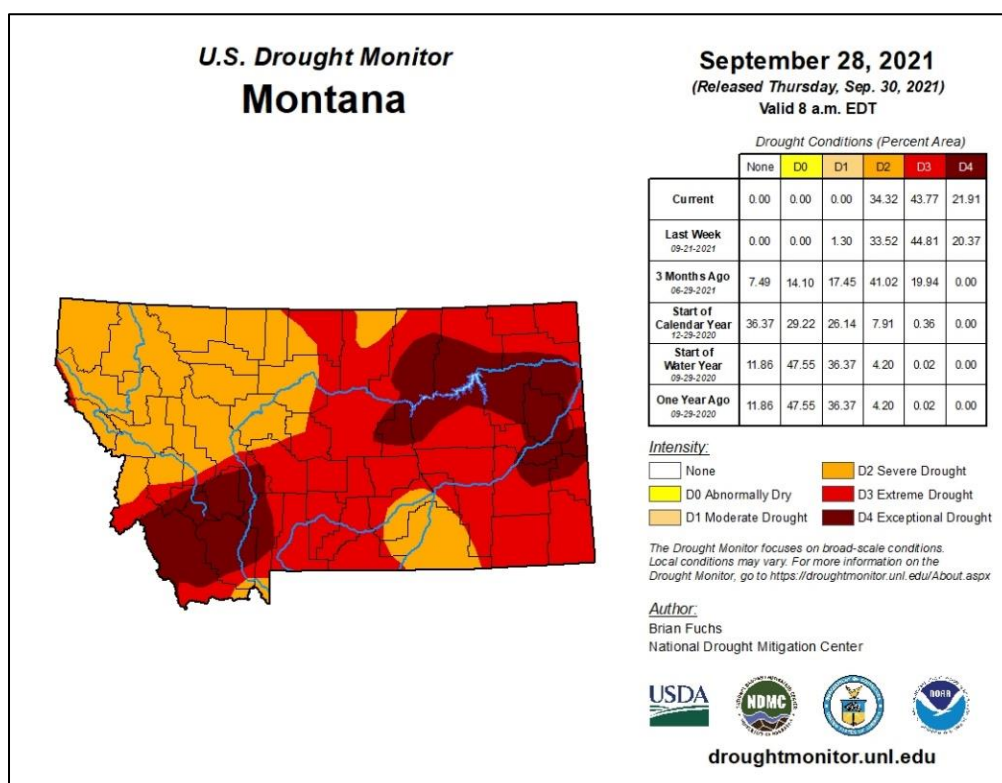 U.S. Drought Monitor
Montana
September 28, 2021
(Released Thursday, Sep. 30, 2021)
Valid 8 a.m. EDT
Drought Conditions (Percent Area)
None D0 D1 D2 D3 D4
Current 0.00 0.00 0.00 34.32 43.77 21.91
Last Week
09-21-2021 0.00 0.00 1.30 33.52 44.81 20.37
3 Months Ago
06-29-2021 7.49 14.10 17.45 41.02 19.94 0.00
Start of
Calendar Year
12-29-2020 36.37 29.22 26.14 7.91 0.36 0.00
Start of
Water Year
09-29-2020 11.86 47.55 36.37 4.20 0.02 0.00
One Year Ago
09-29-2020 11.86 47.55 36.37 4.20 0.02 0.00
Intensity:
None
D0 Abnormally Dry
D1 Moderate Drought
D2 Severe Drought
D3 Extreme Drought
D4 Exceptional Drought
The Drought Monitor focuses on broad-scale conditions.
Local conditions may vary. For more information on the
Drought Monitor, go to https://droughtmonitor.unl.edu/About.aspx
Author:
Brian Fuchs
National Drought Mitigation Center
USDA
NDMC
NOAA
droughtmonitor.unl.edu